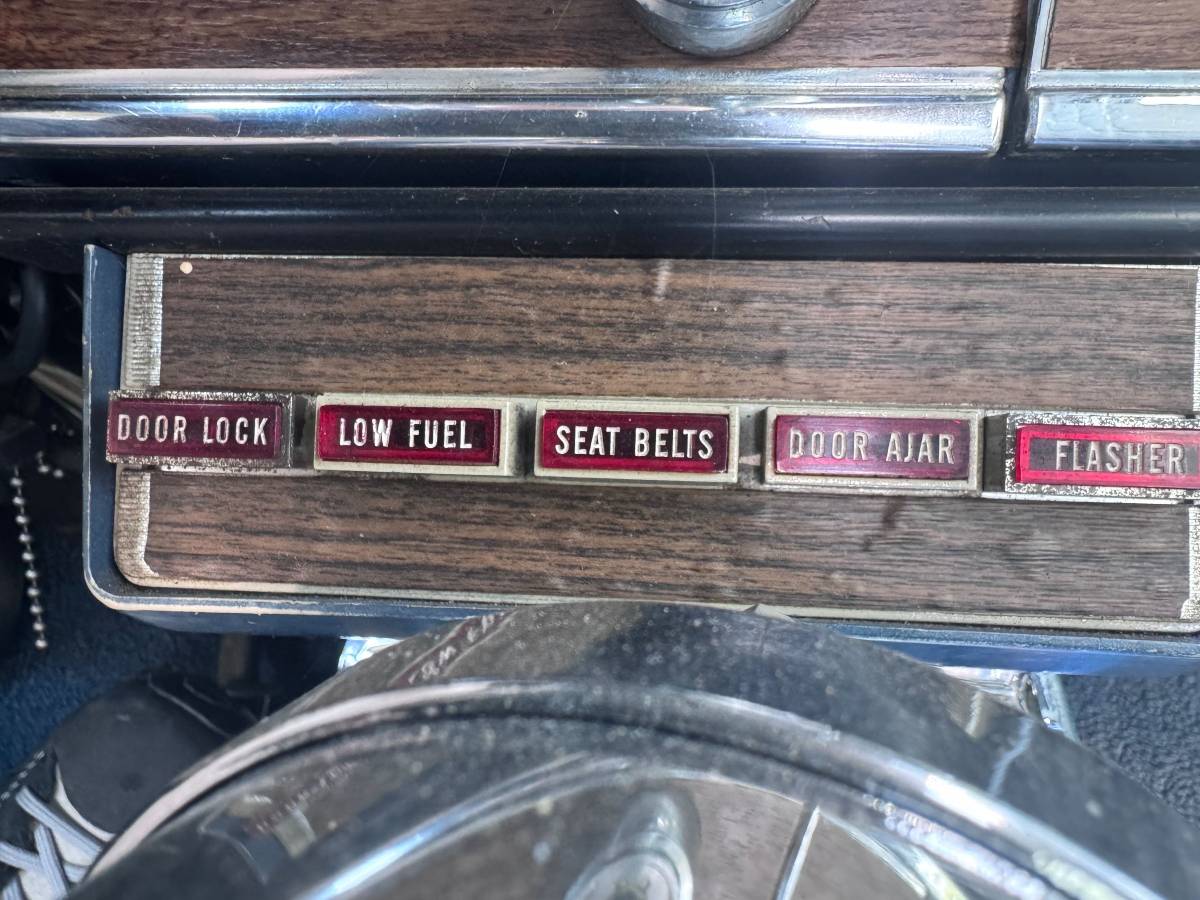 DOOR LOCK
LOW FUEL
SEAT BELTS
DOOR AJAR
FLASHER